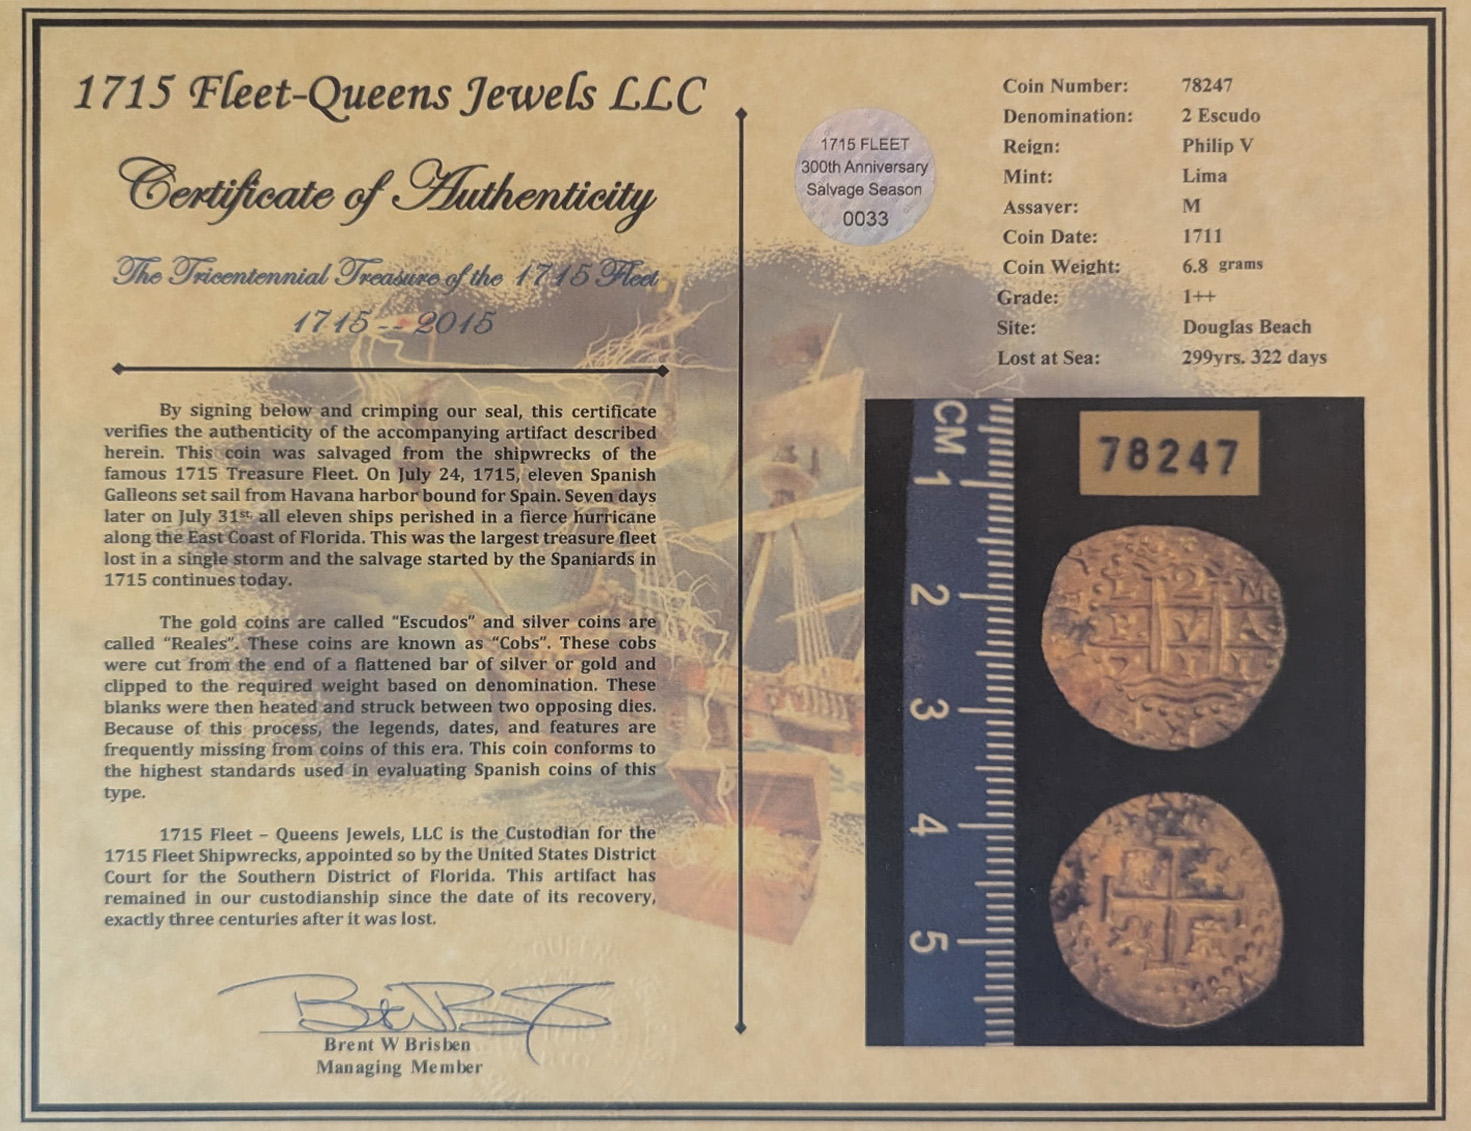 1715 Fleet-Queens Jewels LLC
Certificate of Authenticity
The Tricentennial Treasure of the 1715 Fleet
1715 -- 2015
By signing below and crimping our seal, this certificate
verifies the authenticity of the accompanying artifact described
herein. This coin was salvaged from the shipwrecks of the
famous 1715 Treasure Fleet. On July 24, 1715, eleven Spanish
Galleons set sail from Havana harbor bound for Spain. Seven days
later on July 31st, all eleven ships perished in a fierce hurricane
along the East Coast of Florida. This was the largest treasure fleet
lost in a single storm and the salvage started by the Spaniards in
1715 continues today.
The gold coins are called “Escudos” and silver coins are
called “Reales”. These coins are known as “Cobs”. These cobs
were cut from the end of a flattened bar of silver or gold and
clipped to the required weight based on denomination. These
blanks were then heated and struck between two opposing dies.
Because of this process, the legends, dates, and features are
frequently missing from coins of this era. This coin conforms to
the highest standards used in evaluating Spanish coins of this
type.
1715 Fleet – Queens Jewels, LLC is the Custodian for the
1715 Fleet Shipwrecks, appointed so by the United States District
Court for the Southern District of Florida. This artifact has
remained in our custodianship since the date of its recovery,
exactly three centuries after it was lost.
Brent W Brisben
Managing Member
1715 FLEET
300th Anniversary
Salvage Season
0033
Coin Number: 78247
Denomination: 2 Escudo
Reign: Philip V
Mint: Lima
Assayer: M
Coin Date: 1711
Coin Weight: 6.8 grams
Grade: 1++
Site: Douglas Beach
Lost at Sea: 299yrs. 322 days
CM 1 2 3 4 5
78247
L 2 M
P V A
7 1 1